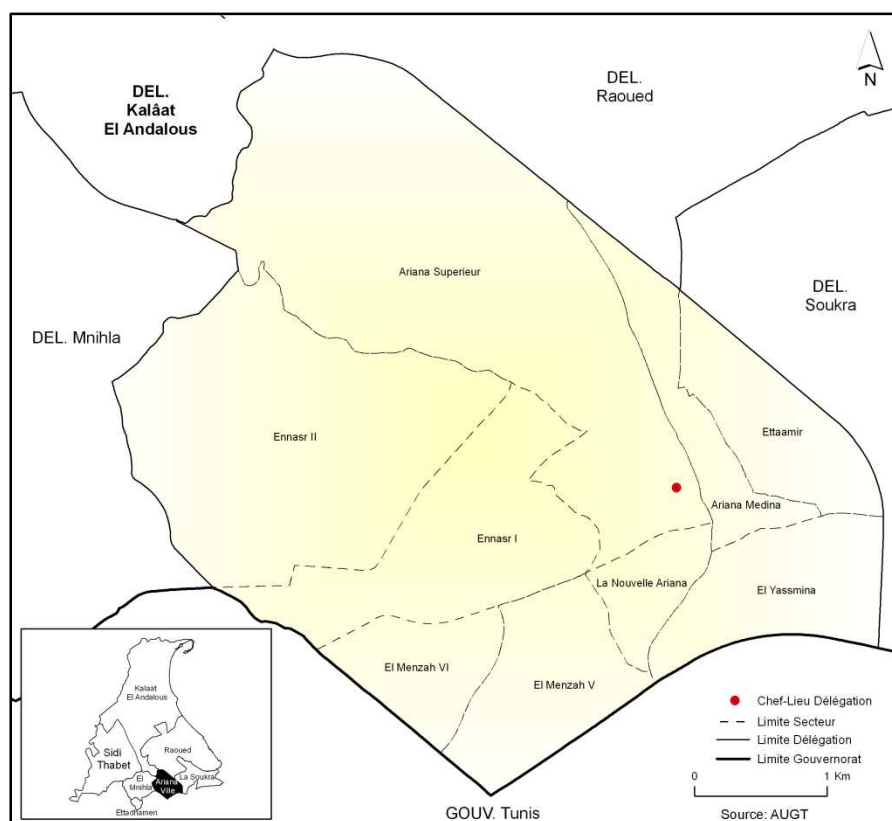 DEL.
Kalâat
El Andalous
DEL.
Raoued
N
Ariana Superieur
DEL.
Soukra
DEL. Mnihla
Ennasr II
Ettaamir
Ariana Medina
Ennasr I
La Nouvelle Ariana
El Yassmina
El Menzah VI
El Menzah V
Kalaat
El Andalous
Sidi
Thabet
Raoued
El
Mnihla
Ariana
Ville
La Soukra
Ettadhamen
Chef-Lieu Délégation
Limite Secteur
Limite Délégation
Limite Gouvernorat
0 1 Km
GOUV. Tunis
Source: AUGT